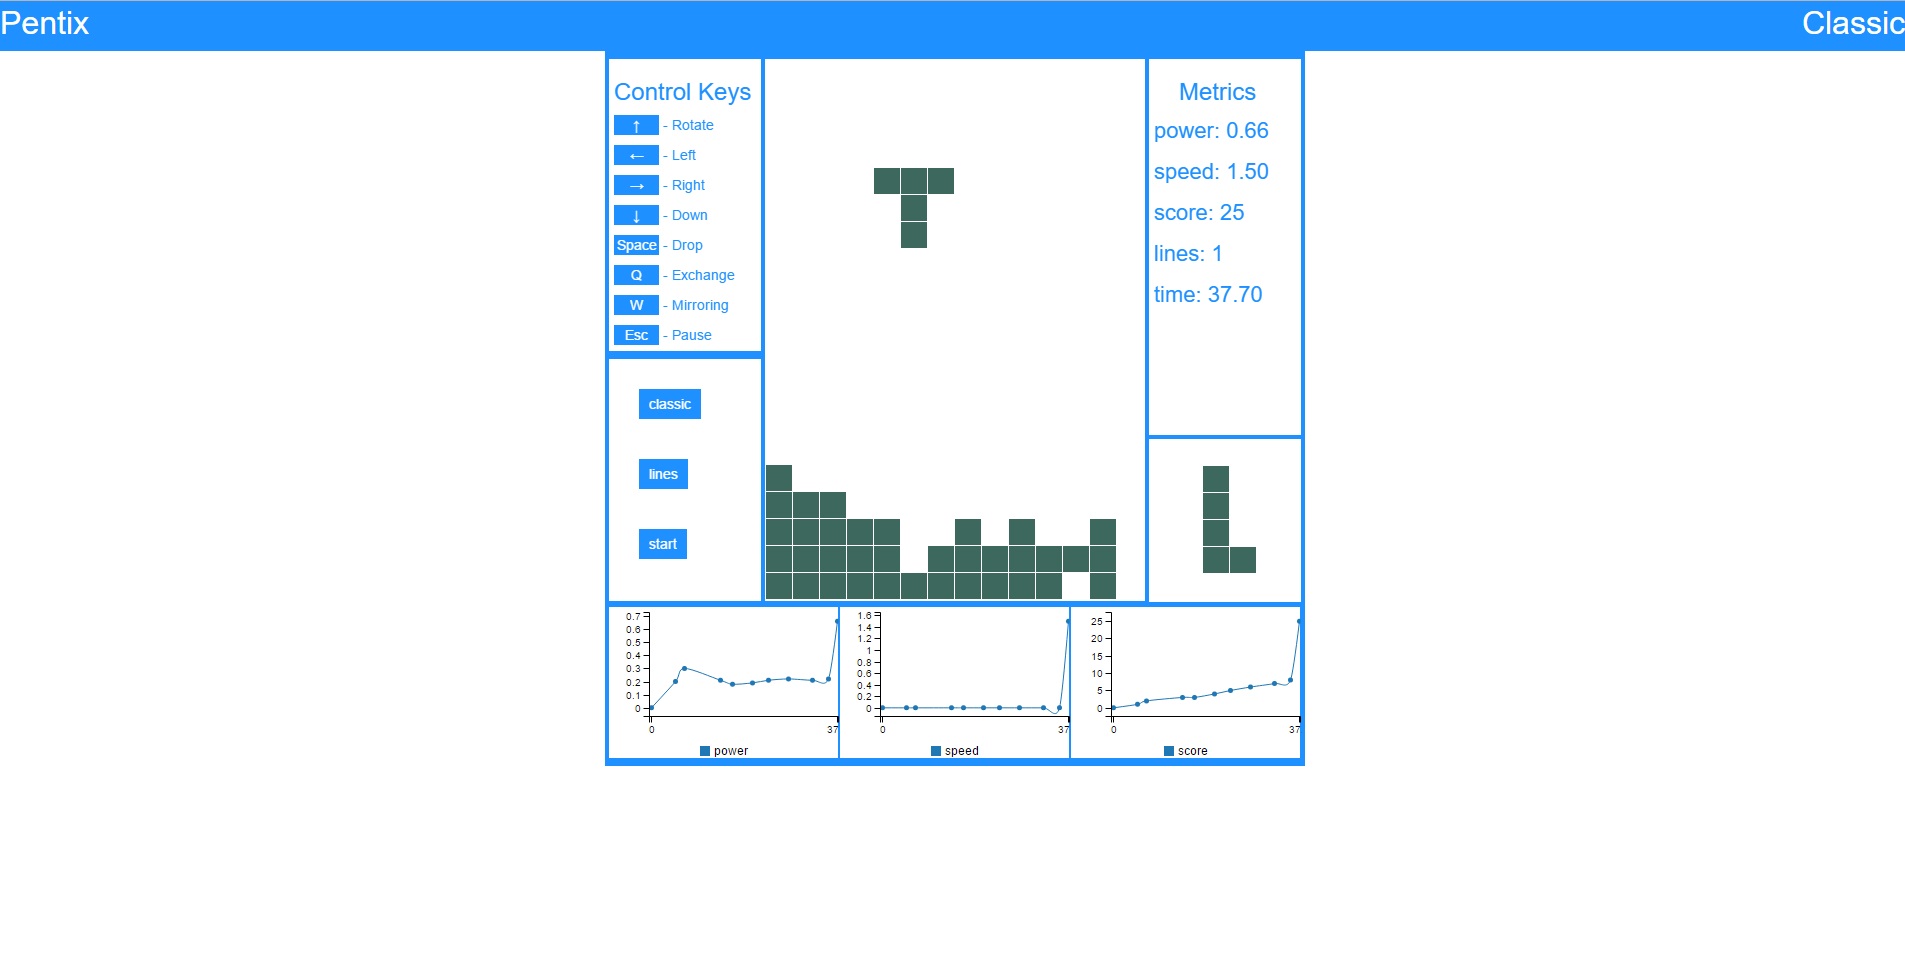 Pentix
Classic
Control Keys
↑ - Rotate
← - Left
→ - Right
↓ - Down
Space - Drop
Q - Exchange
W - Mirroring
Esc - Pause
classic
lines
start
Metrics
power: 0.66
speed: 1.50
score: 25
lines: 1
time: 37.70
0.7
0.6
0.5
0.4
0.3
0.2
0.1
0
0 37
power
1.6
1.4
1.2
1
0.8
0.6
0.4
0.2
0
0 37
speed
25
20
15
10
5
0
0 37
score